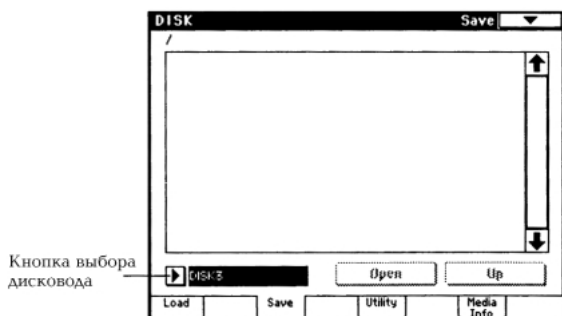 DISK Save
/
Кнопка выбора
дисковода
DISK3
Open Up
Load Save Utility Media
Info